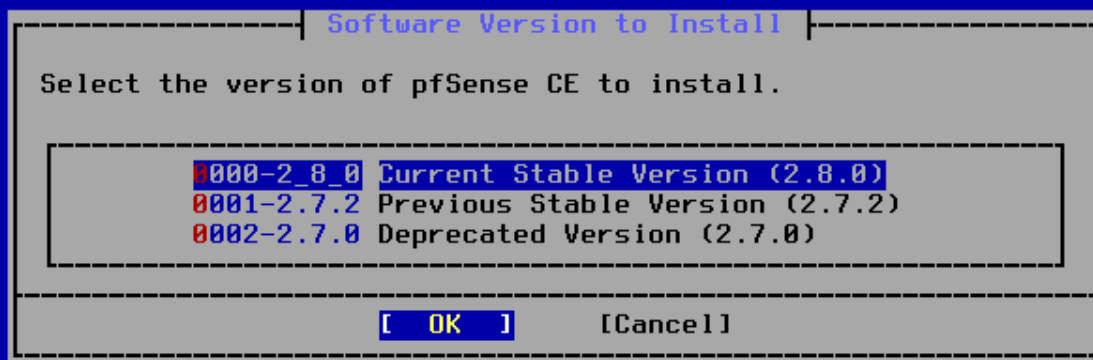 Software Version to Install
Select the version of pfSense CE to install.
0000-2_8_0 Current Stable Version (2.8.0)
0001-2.7.2 Previous Stable Version (2.7.2)
0002-2.7.0 Deprecated Version (2.7.0)
[ OK ] [Cancel]